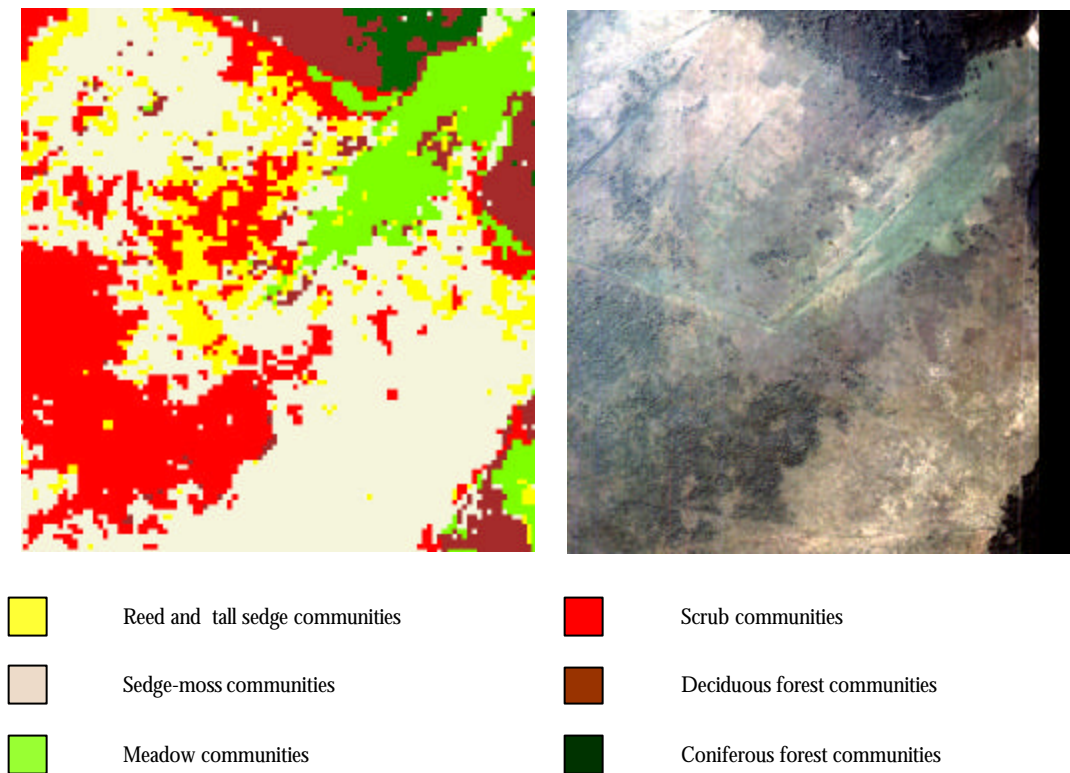 Reed and tall sedge communities
Scrub communities
Sedge-moss communities
Deciduous forest communities
Meadow communities
Coniferous forest communities